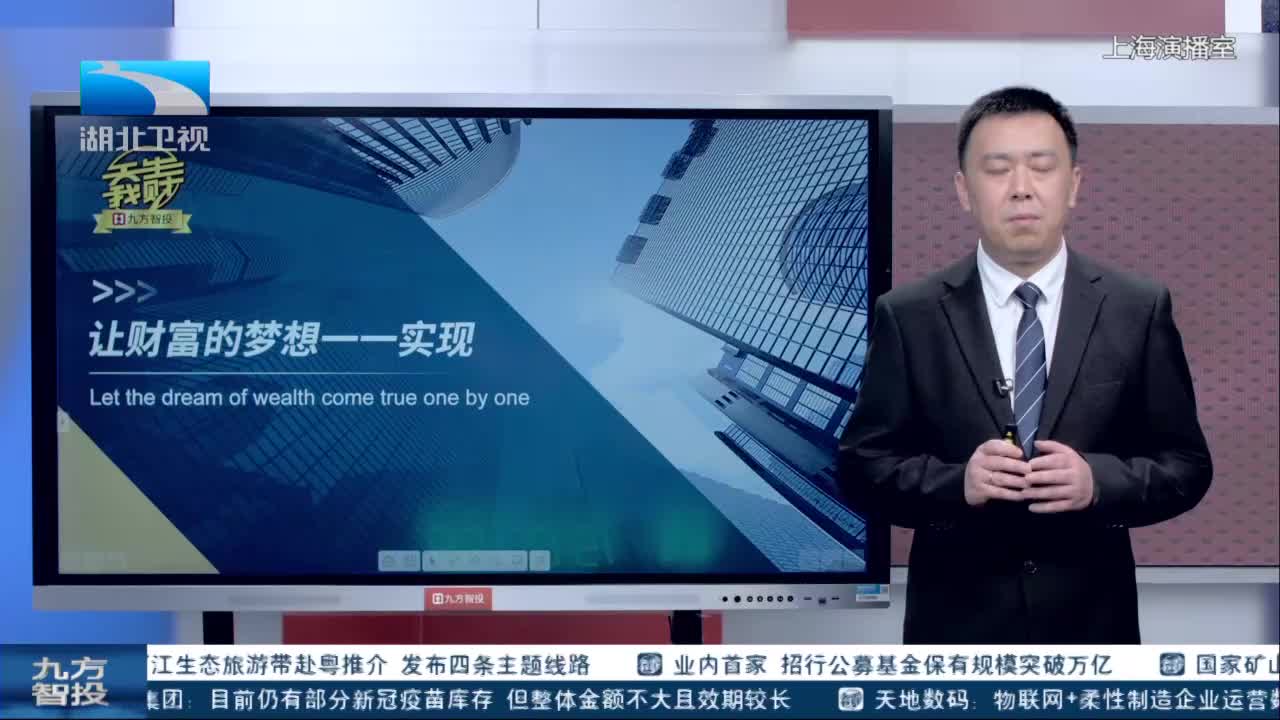 上海演播室
湖北卫视
天生我财
九方智投
>>>
让财富的梦想一一实现
Let the dream of wealth come true one by one
九方智投
九方智投
江生态旅游带赴粤推介 发布四条主题线路
业内首家 招行公募基金保有规模突破万亿
国家矿山
集团：目前仍有部分新冠疫苗库存 但整体金额不大且效期较长
天地数码：物联网+柔性制造企业运营数